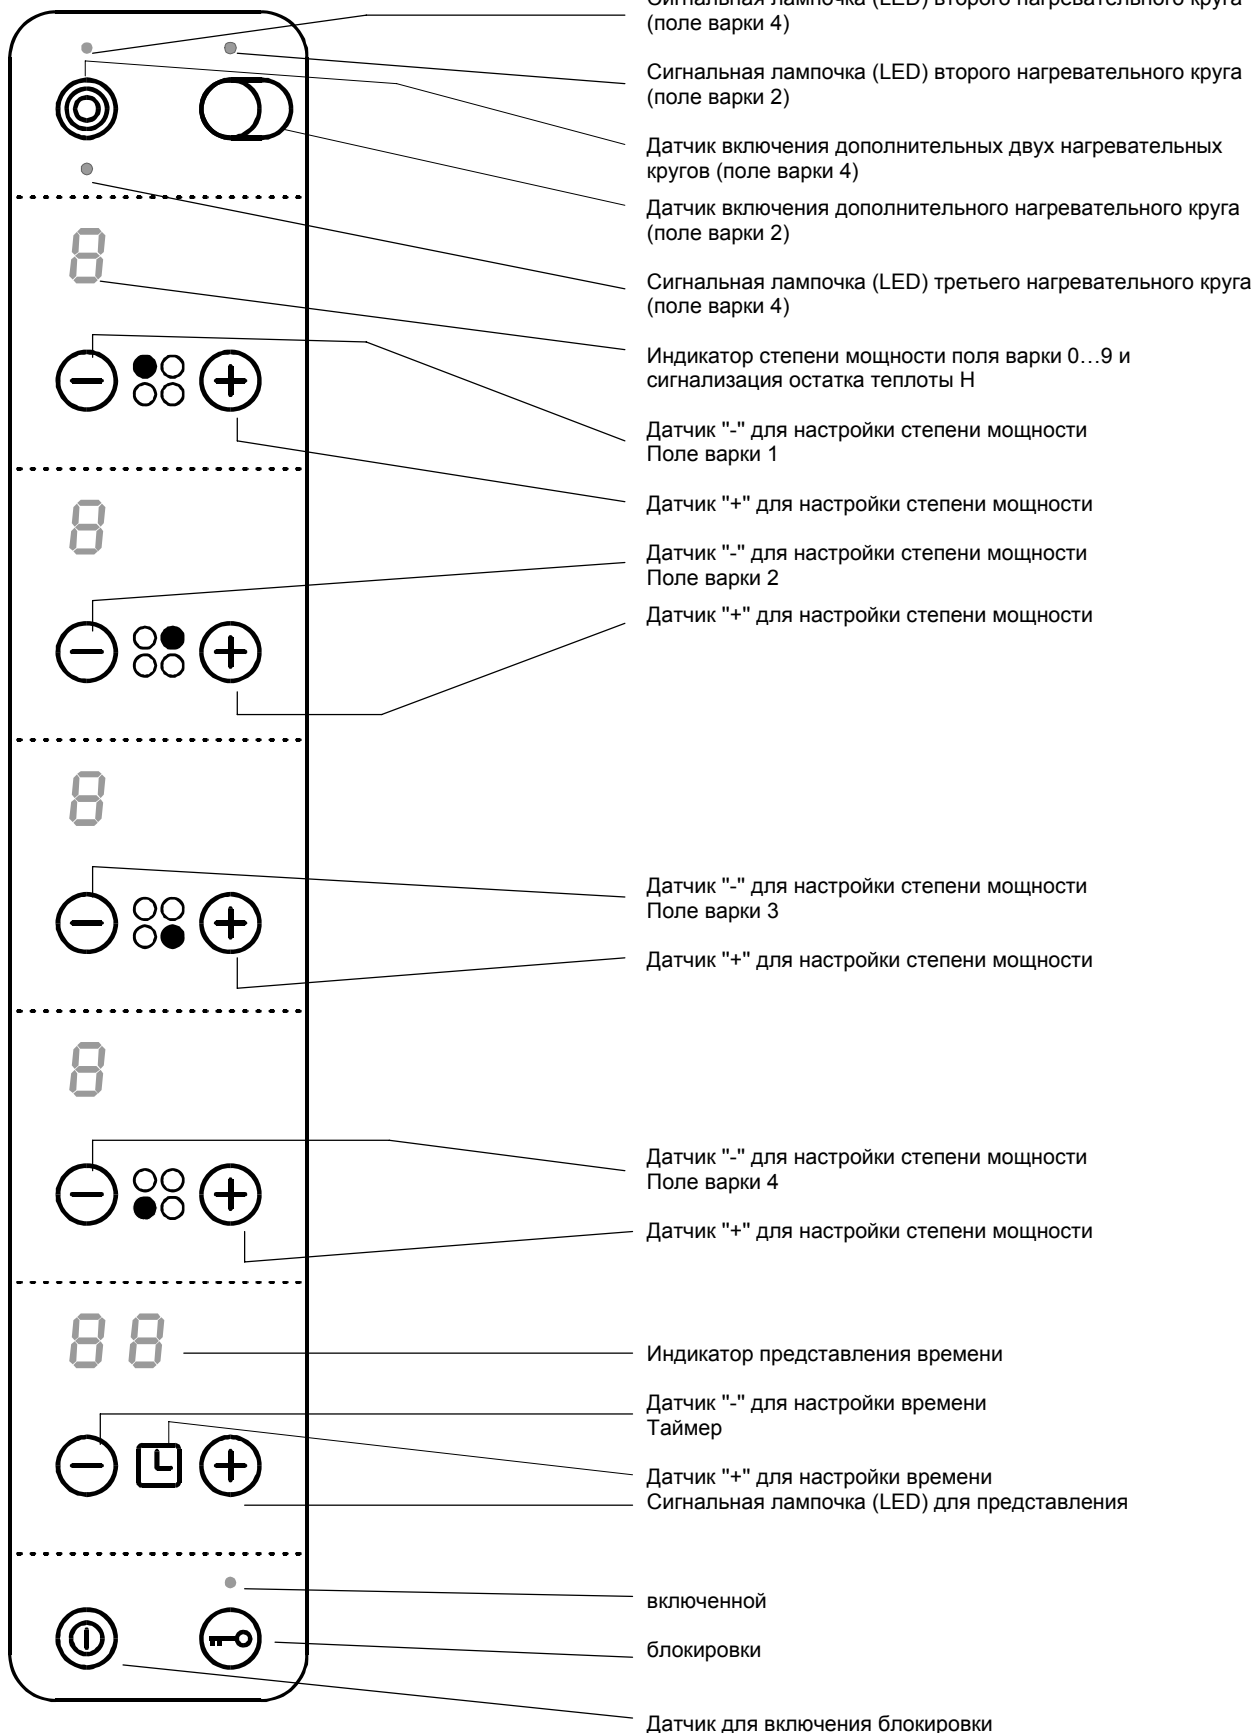 Сигнальная лампочка (LED) второго нагревательного круга
(поле варки 4)
Сигнальная лампочка (LED) второго нагревательного круга
(поле варки 2)
Датчик включения дополнительных двух нагревательных
кругов (поле варки 4)
Датчик включения дополнительного нагревательного круга
(поле варки 2)
Сигнальная лампочка (LED) третьего нагревательного круга
(поле варки 4)
Индикатор степени мощности поля варки 0…9 и
сигнализация остатка теплоты Н
Датчик "-" для настройки степени мощности
Поле варки 1
Датчик "+" для настройки степени мощности
Датчик "-" для настройки степени мощности
Поле варки 2
Датчик "+" для настройки степени мощности
Датчик "-" для настройки степени мощности
Поле варки 3
Датчик "+" для настройки степени мощности
Датчик "-" для настройки степени мощности
Поле варки 4
Датчик "+" для настройки степени мощности
8 8
Индикатор представления времени
Датчик "-" для настройки времени
Таймер
Датчик "+" для настройки времени
Сигнальная лампочка (LED) для представления
включенной
блокировки
Датчик для включения блокировки